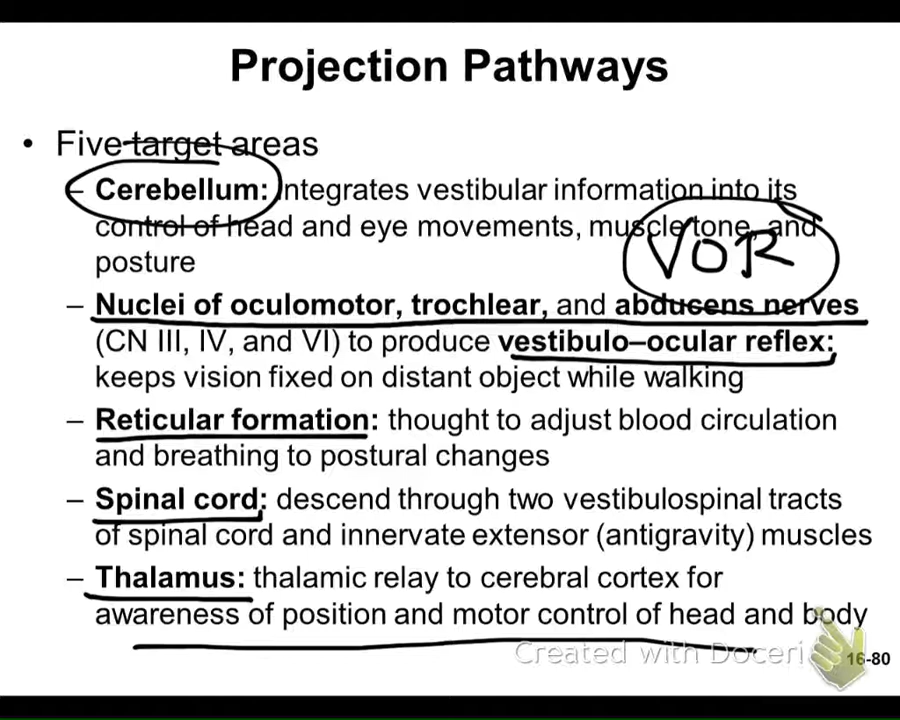 Projection Pathways
• Five target areas
– Cerebellum: integrates vestibular information into its
control of head and eye movements, muscle tone, and
posture
VOR
– Nuclei of oculomotor, trochlear, and abducens nerves
(CN III, IV, and VI) to produce vestibulo–ocular reflex;
keeps vision fixed on distant object while walking
– Reticular formation: thought to adjust blood circulation
and breathing to postural changes
– Spinal cord: descend through two vestibulospinal tracts
of spinal cord and innervate extensor (antigravity) muscles
– Thalamus: thalamic relay to cerebral cortex for
awareness of position and motor control of head and body
Created with Doceri
16-80